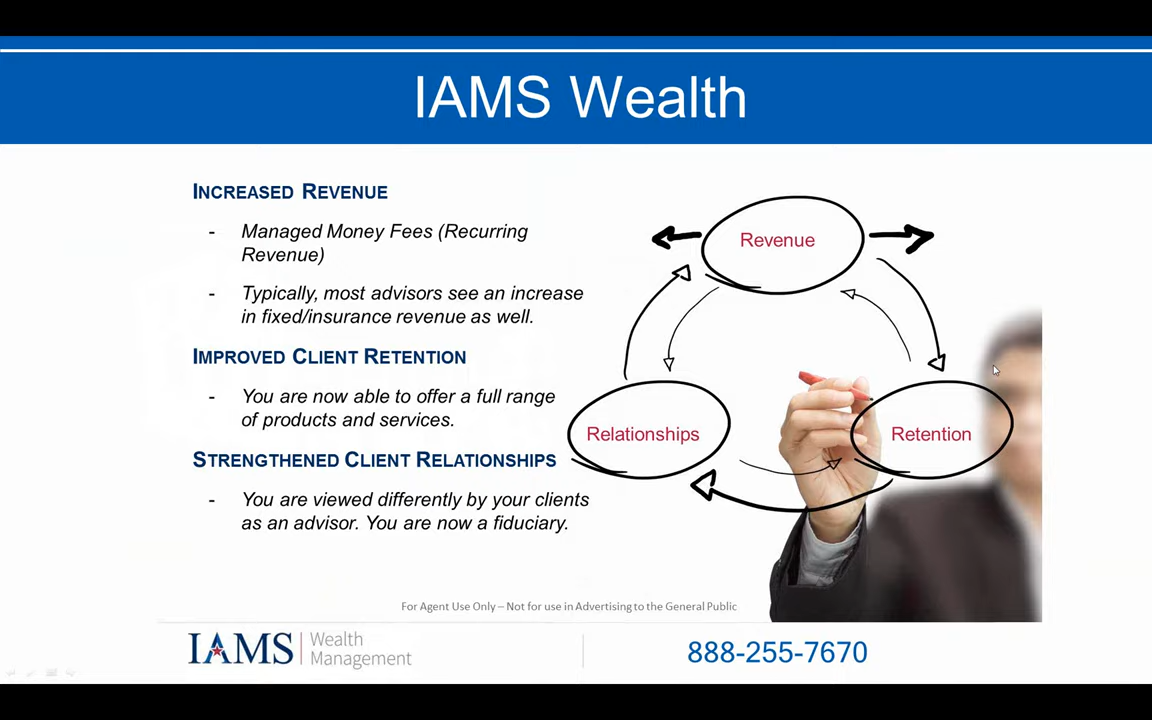 IAMS Wealth
INCREASED REVENUE
- Managed Money Fees (Recurring
Revenue)
- Typically, most advisors see an increase
in fixed/insurance revenue as well.
IMPROVED CLIENT RETENTION
- You are now able to offer a full range
of products and services.
STRENGTHENED CLIENT RELATIONSHIPS
- You are viewed differently by your clients
as an advisor. You are now a fiduciary.
Revenue
Relationships
Retention
For Agent Use Only – Not for use in Advertising to the General Public
IAMS
Wealth
Management
888-255-7670